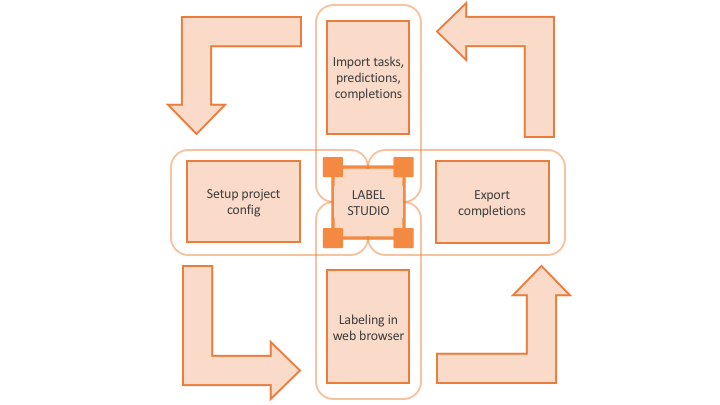 Import tasks,
predictions,
completions
Setup project
config
LABEL
STUDIO
Export
completions
Labeling in
web browser